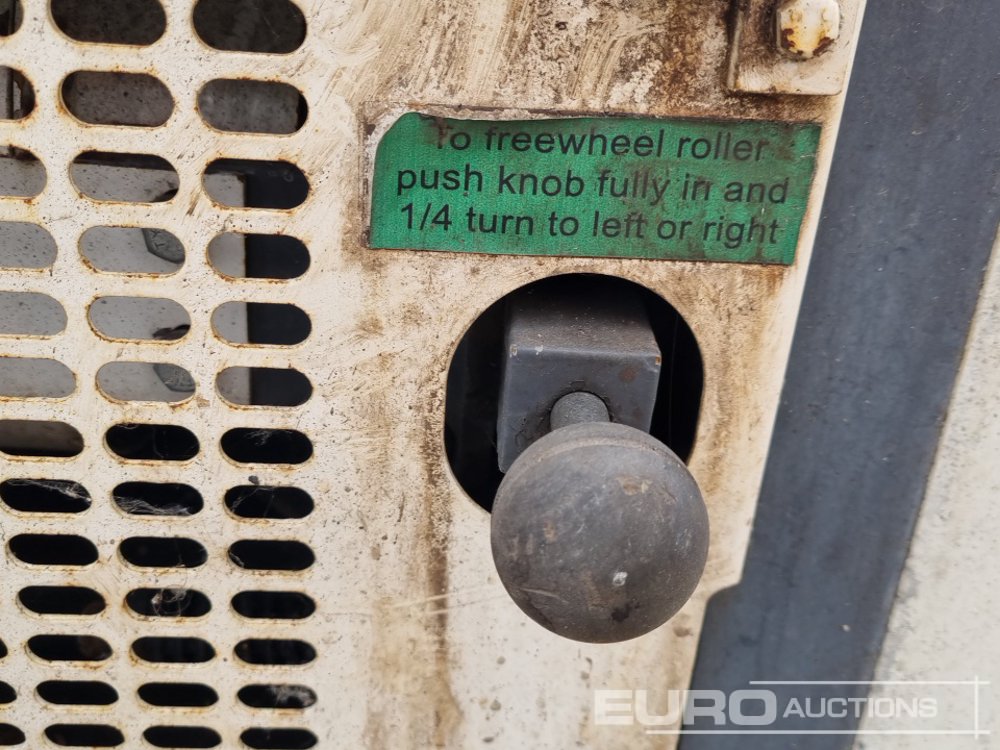 To freewheel roller
push knob fully in and
1/4 turn to left or right
EURO AUCTIONS